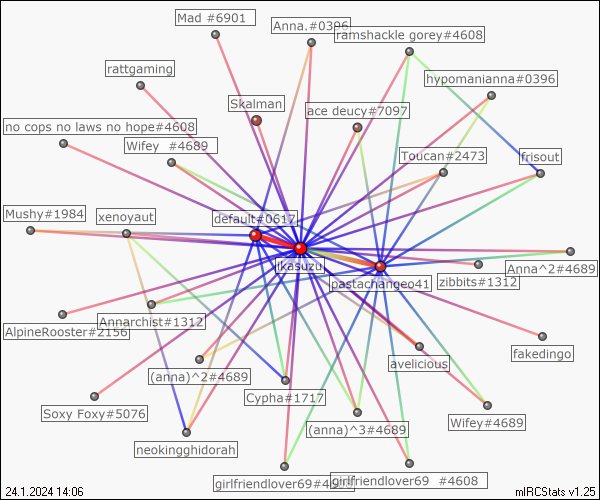 Mad #6901
Anna.#0396
ramshackle gorey#4608
rattgaming
hypomanianna#0396
Skalman
ace deucy#7097
no cops no laws no hope#4608
Wifey #4689
Toucan#2473
frisout
Mushy#1984
xenoyaut
default#0617
ikasuzu
Anna^2#4689
pastachangeo41
zibbits#1312
AlpineRooster#2156
Annarchist#1312
fakedingo
avelicious
(anna)^2#4689
Cypha#1717
Soxy Foxy#5076
(anna)^3#4689
Wifey#4689
neokingghidorah
girlfriendlover69#4608
girlfriendlover69 #4608
24.1.2024 14:06
mIRCStats v1.25